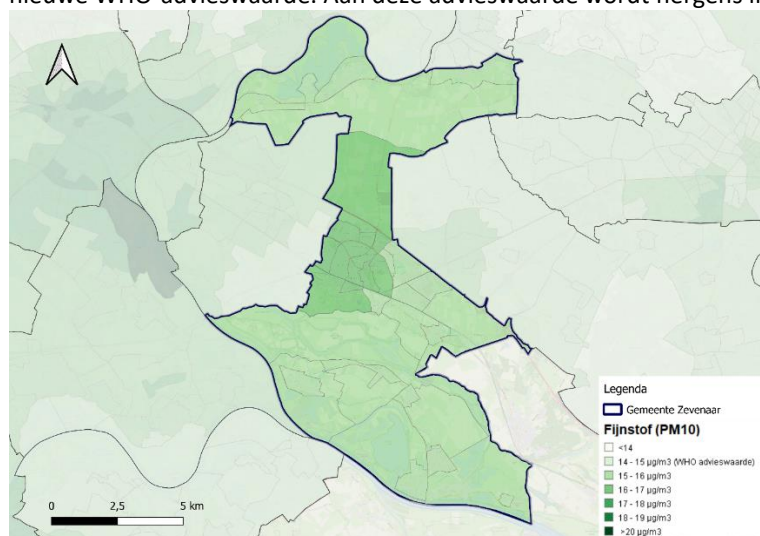 nieuwe WHO-advieswaarde. Aan deze advieswaarde wordt nergens i
0 2,5 5 km
Legenda
Gemeente Zevenaar
Fijnstof (PM10)
<14
14 - 15 µg/m3 (WHO advieswaarde)
15 - 16 µg/m3
16 - 17 µg/m3
17 - 18 µg/m3
18 - 19 µg/m3
>20 µg/m3